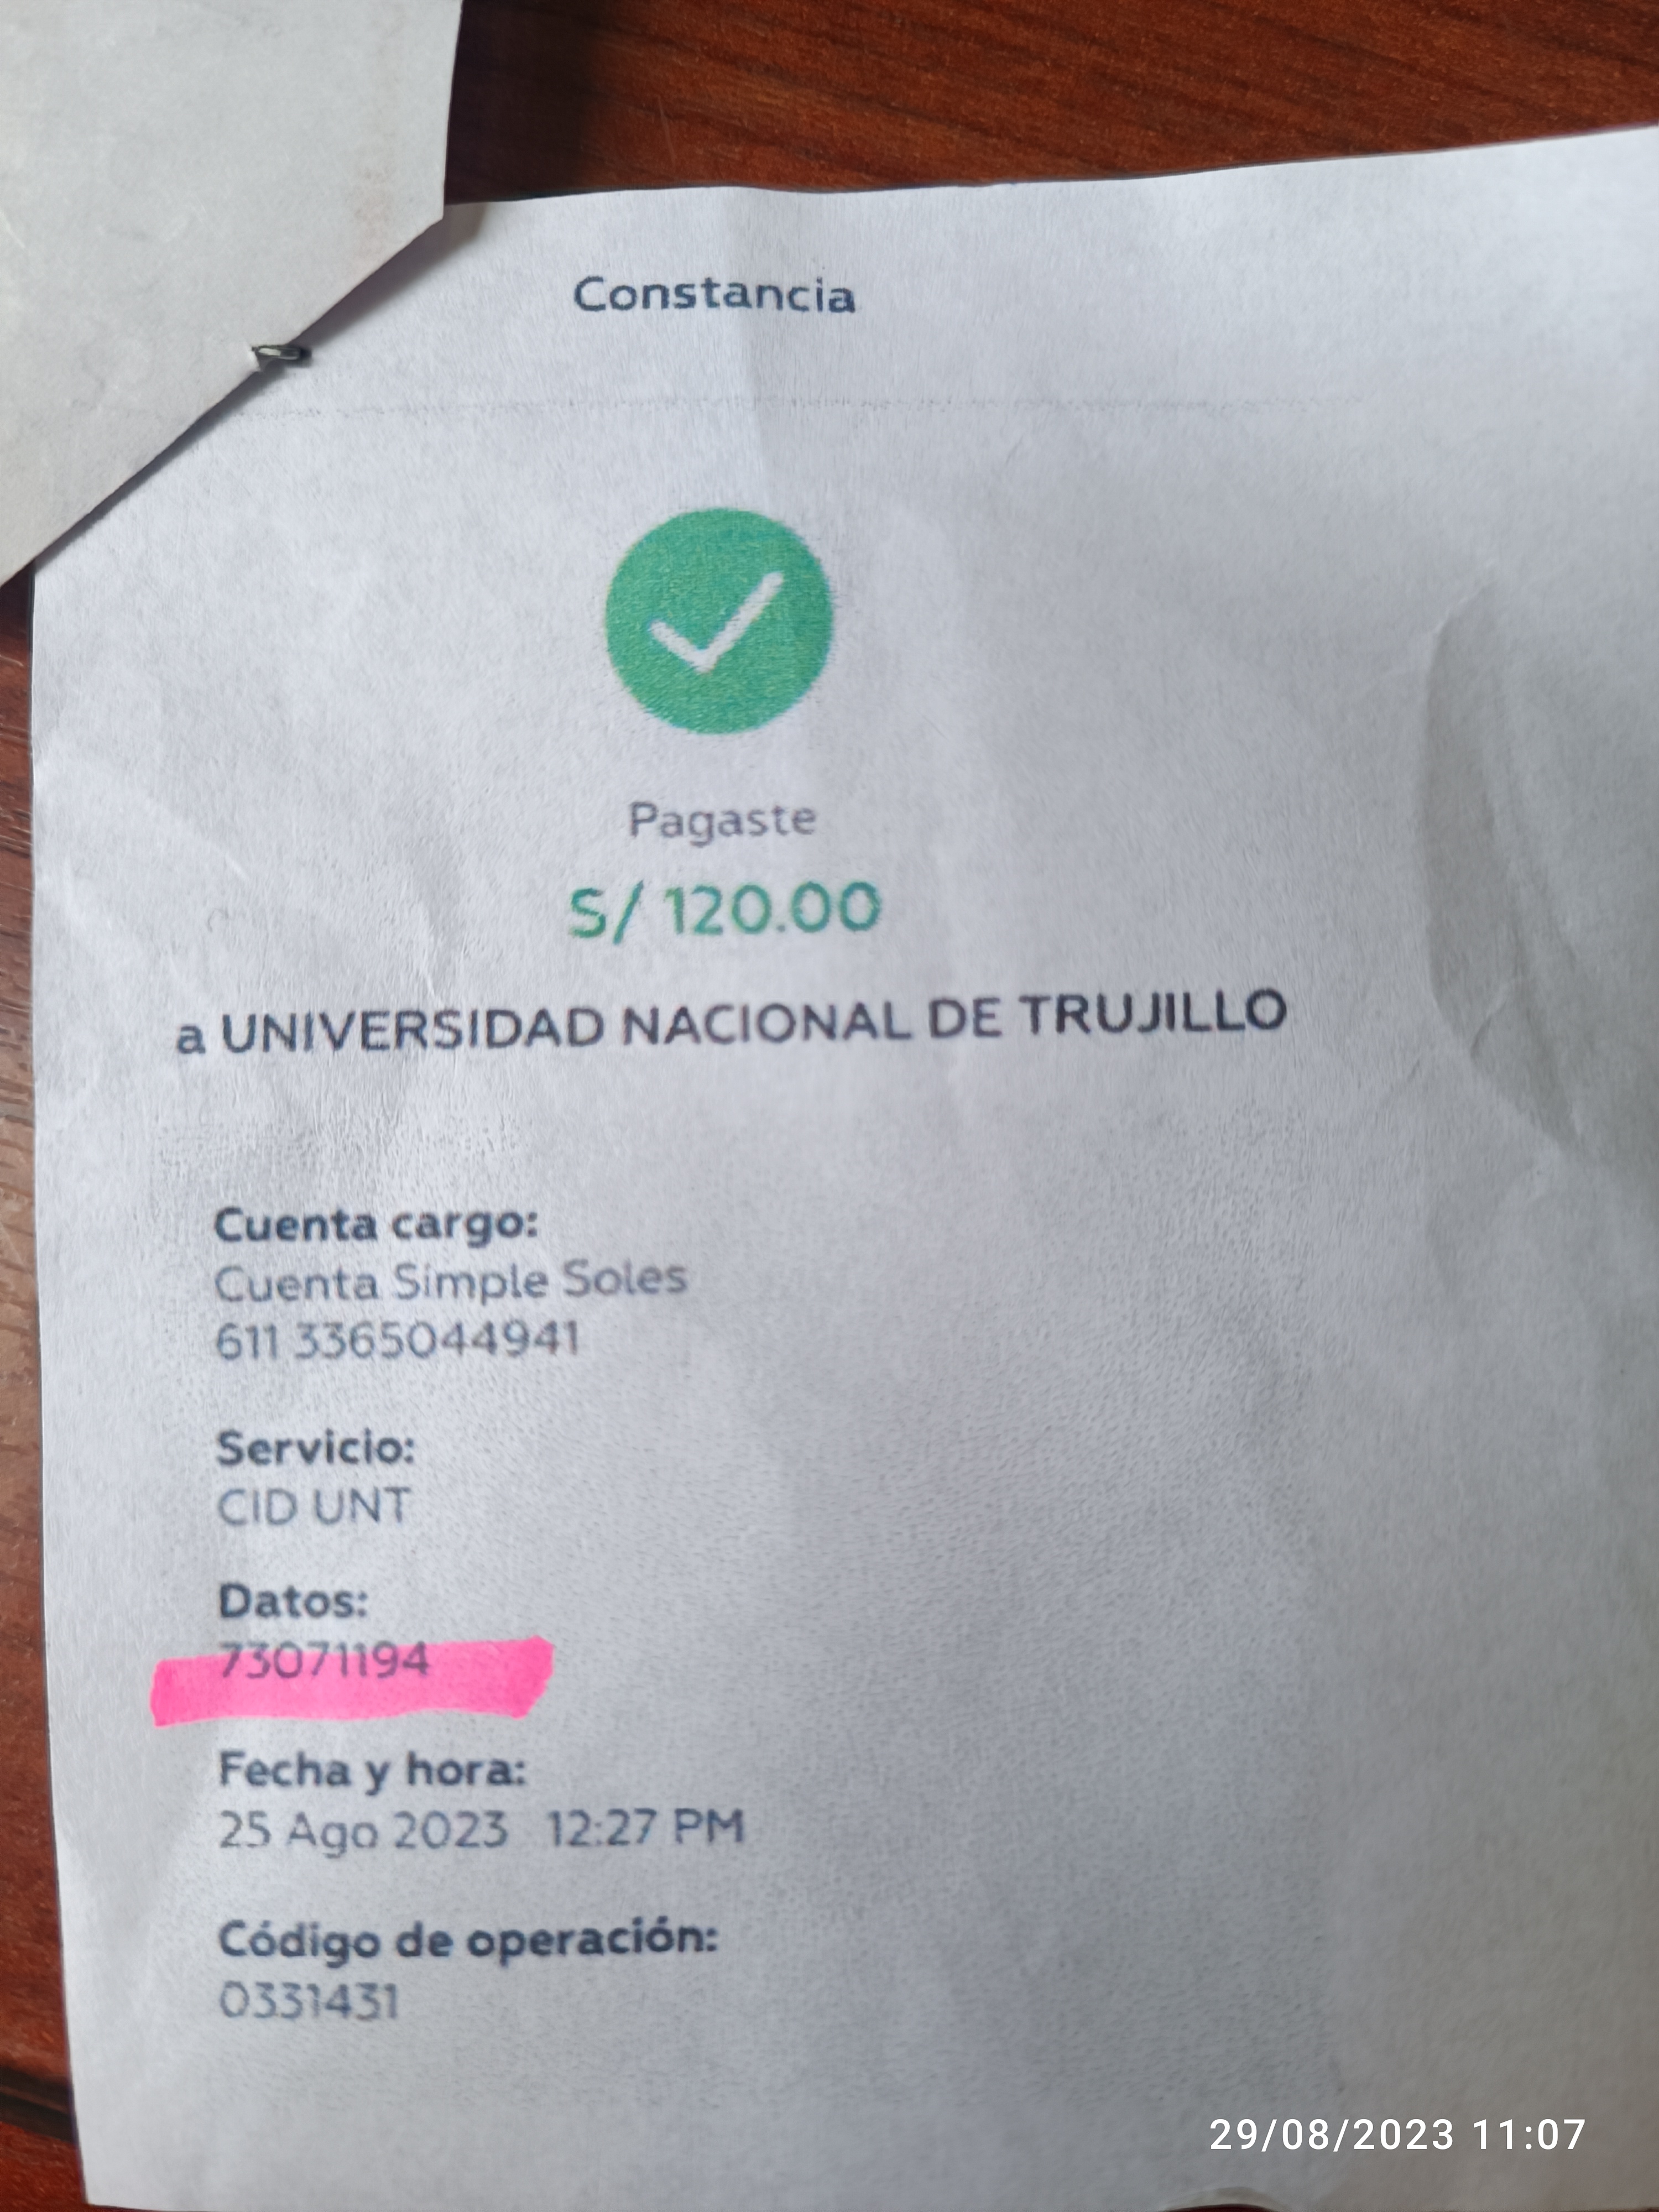 Constancia
Pagaste
S/ 120.00
a UNIVERSIDAD NACIONAL DE TRUJILLO
Cuenta cargo:
Cuenta Simple Soles
611 3365044941
Servicio:
CID UNT
Datos:
73071194
Fecha y hora:
25 Ago 2023 12:27 PM
Código de operación:
0331431
29/08/2023 11:07